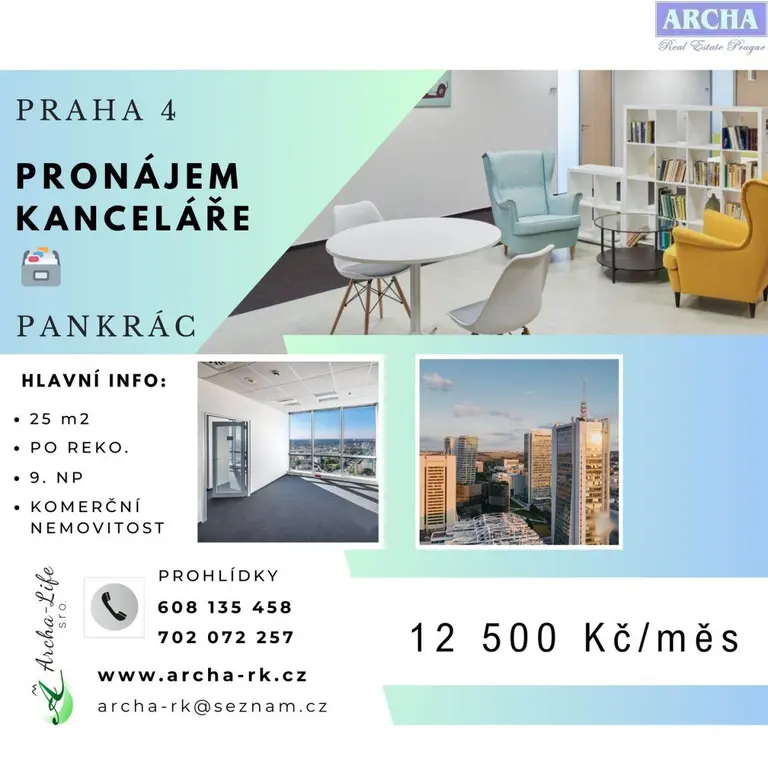 ARCHA
Real Estate Prague
PRAHA 4
PRONÁJEM
KANCELÁŘE
PANKRÁC
HLAVNÍ INFO:
• 25 m2
• PO REKO.
• 9. NP
• KOMERČNÍ
NEMOVITOST
Archa-Life
s.r.o.
PROHLÍDKY
608 135 458
702 072 257
www.archa-rk.cz
archa-rk@seznam.cz
12 500 Kč/měs